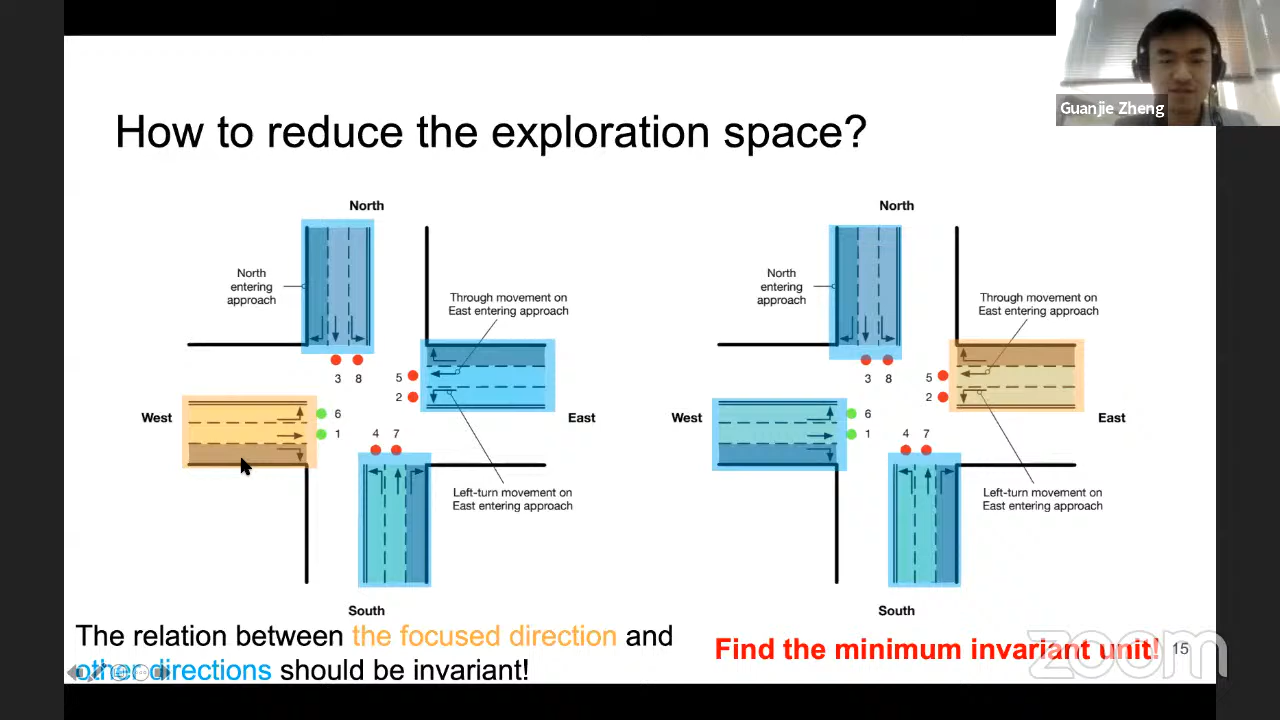 Guanjie Zheng
How to reduce the exploration space?
North
North
entering
approach
Through movement on
East entering approach
3 8
5
2
West
6
1
East
4 7
Left-turn movement on
East entering approach
South
North
North
entering
approach
Through movement on
East entering approach
3 8
5
2
West
6
1
East
4 7
Left-turn movement on
East entering approach
South
The relation between the focused direction and
other directions should be invariant!
Find the minimum invariant unit!
15
zoom